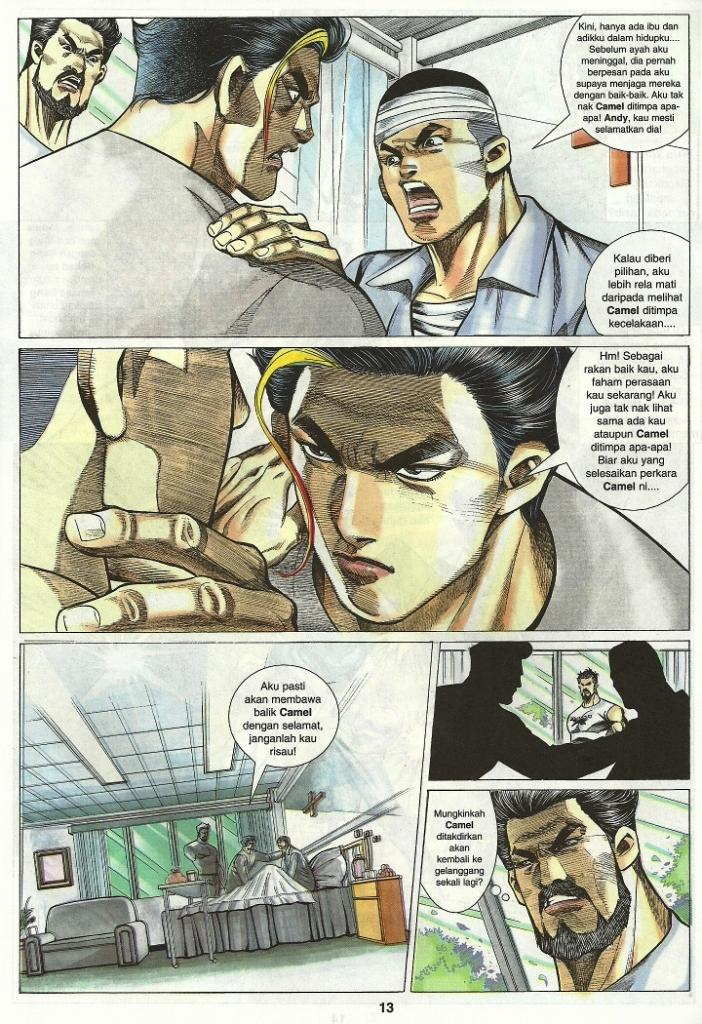 Kini, hanya ada ibu dan
adikku dalam hidupku....
Sebelum ayah aku
meninggal, dia pernah
berpesan pada aku
supaya menjaga mereka
dengan baik-baik. Aku tak
nak Camel ditimpa apa-
apa! Andy, kau mesti
selamatkan dia!
Kalau diberi
pilihan, aku
lebih rela mati
daripada melihat
Camel ditimpa
kecelakaan....
Hm! Sebagai
rakan baik kau, aku
faham perasaan
kau sekarang! Aku
juga tak nak lihat
sama ada kau
ataupun Camel
ditimpa apa-apa!
Biar aku yang
selesaikan perkara
Camel ni....
Aku pasti
akan membawa
balik Camel
dengan selamat,
janganlah kau
risau!
Mungkinkah
Camel
ditakdirkan
akan
kembali ke
gelanggang
sekali lagi?
13